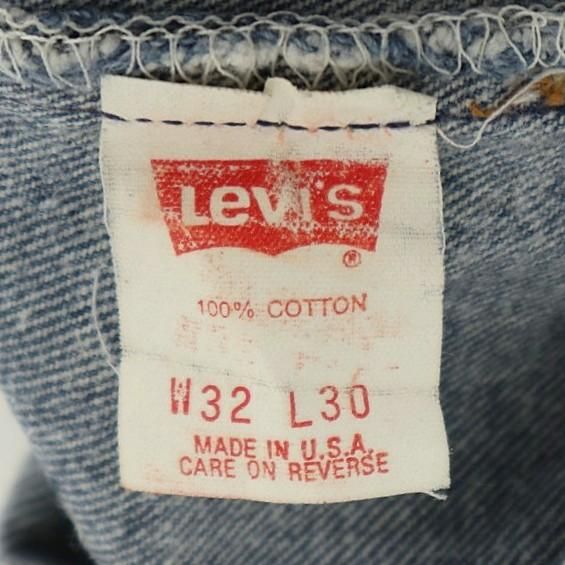 Levi's
®
100% COTTON
W32 L30
MADE IN U.S.A.
CARE ON REVERSE